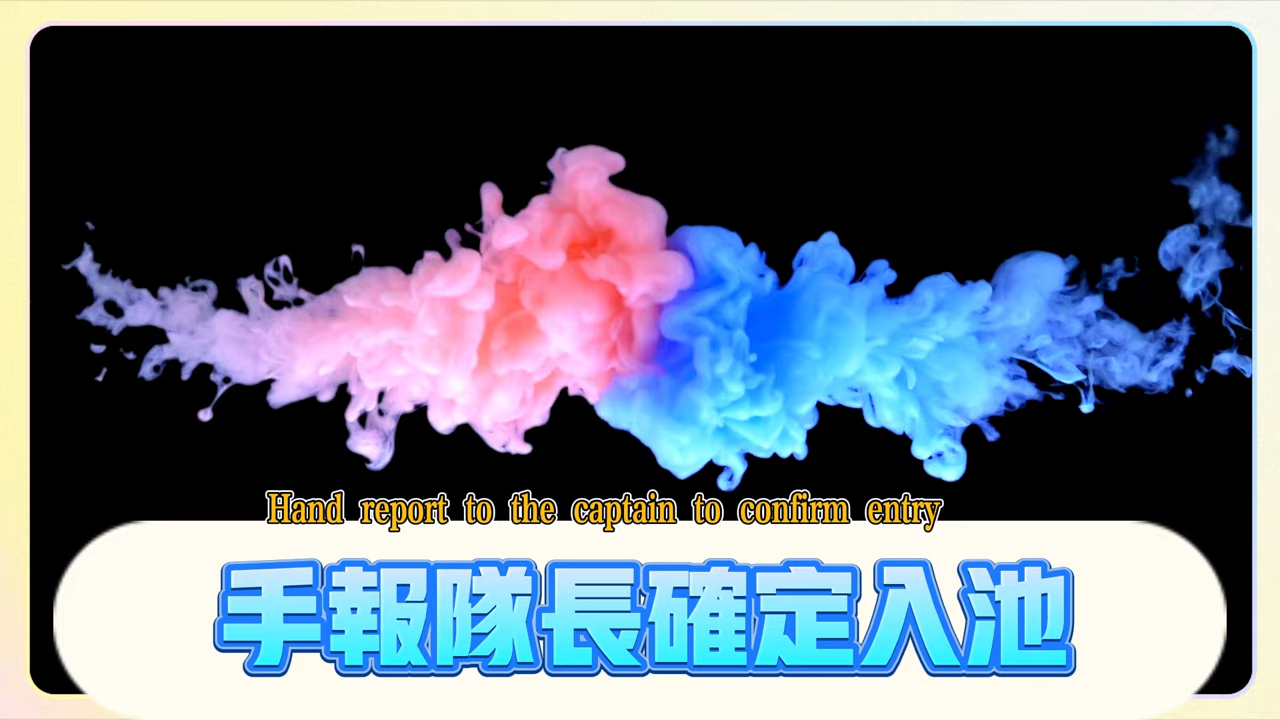 Hand report to the captain to confirm entry
手報隊長確定入池